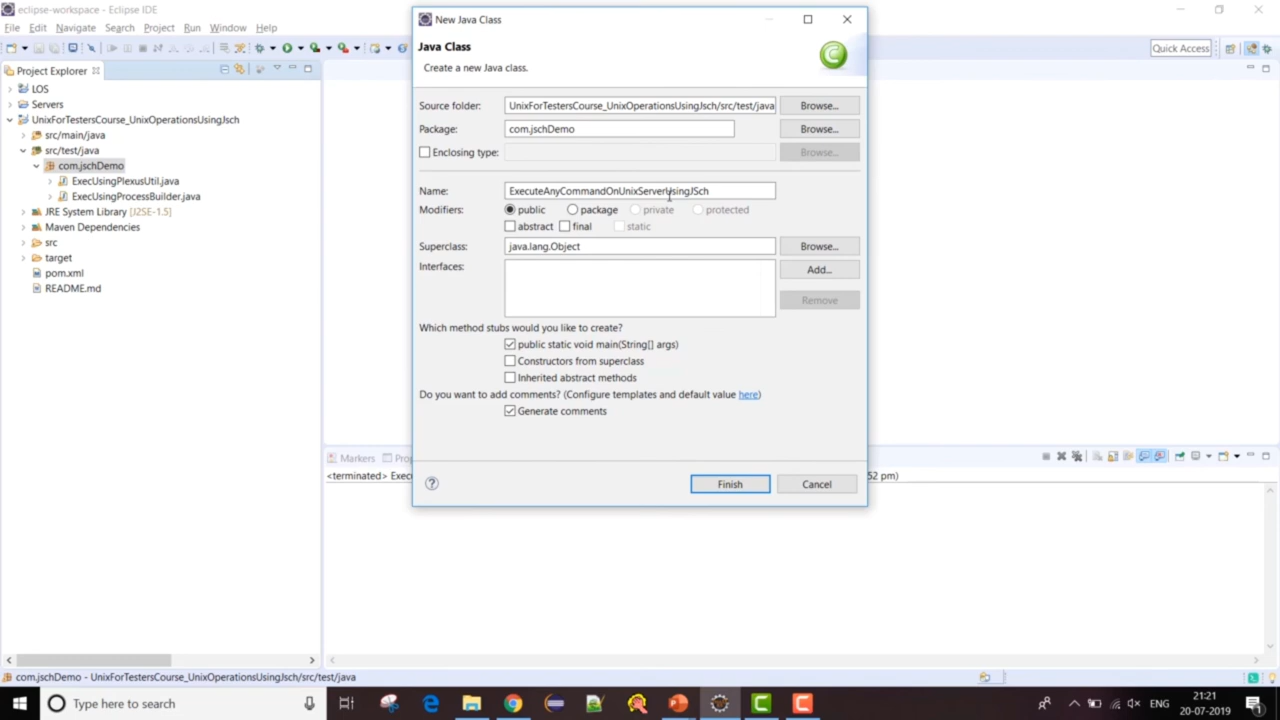 eclipse-workspace - Eclipse IDE
File Edit Navigate Search Project Run Window Help
Quick Access
Project Explorer
LOS
Servers
UnixForTestersCourse_UnixOperationsUsingJsch
src/main/java
src/test/java
com.jschDemo
ExecUsingPlexusUtil.java
ExecUsingProcessBuilder.java
JRE System Library [J2SE-1.5]
Maven Dependencies
src
target
pom.xml
README.md
New Java Class
Java Class
Create a new Java class.
Source folder: UnixForTestersCourse_UnixOperationsUsingJsch/src/test/java Browse...
Package: com.jschDemo Browse...
Enclosing type: Browse...
Name: ExecuteAnyCommandOnUnixServerUsingJSch
Modifiers: public package private protected
abstract final static
Superclass: java.lang.Object Browse...
Interfaces: Add...
Remove
Which method stubs would you like to create?
public static void main(String[] args)
Constructors from superclass
Inherited abstract methods
Do you want to add comments? (Configure templates and default value here)
Generate comments
Finish Cancel
Markers Prop
<terminated> Execu 52 pm)
com.jschDemo - UnixForTestersCourse_UnixOperationsUsingJsch/src/test/java
Type here to search
ENG
21:21
20-07-2019
1